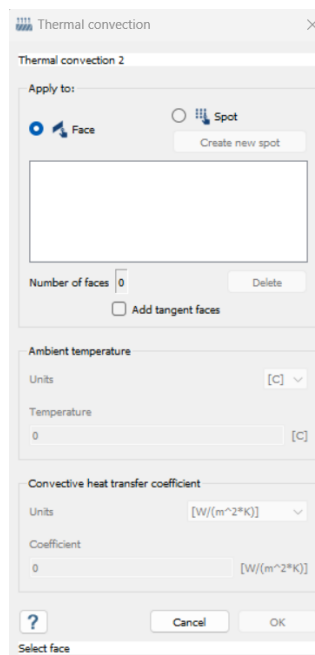 Thermal convection
Thermal convection 2
Apply to:
Face
Spot
Create new spot
Number of faces 0
Delete
Add tangent faces
Ambient temperature
Units [C]
Temperature
0 [C]
Convective heat transfer coefficient
Units [W/(m^2*K)]
Coefficient
0 [W/(m^2*K)]
? Cancel OK
Select face